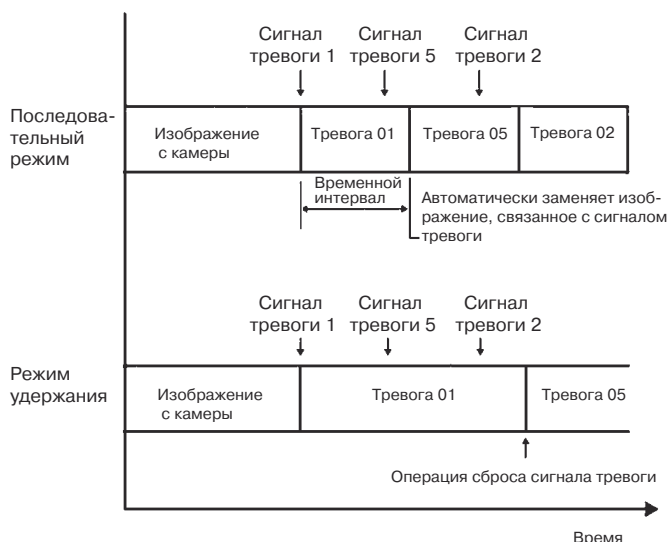 Сигнал
тревоги 1
Сигнал
тревоги 5
Сигнал
тревоги 2
Последова-
тельный
режим
Изображение
с камеры
Тревога 01
Тревога 05
Тревога 02
Временной
интервал
Автоматически заменяет изоб-
ражение, связанное с сигналом
тревоги
Сигнал
тревоги 1
Сигнал
тревоги 5
Сигнал
тревоги 2
Режим
удержания
Изображение
с камеры
Тревога 01
Тревога 05
Операция сброса сигнала тревоги
Время